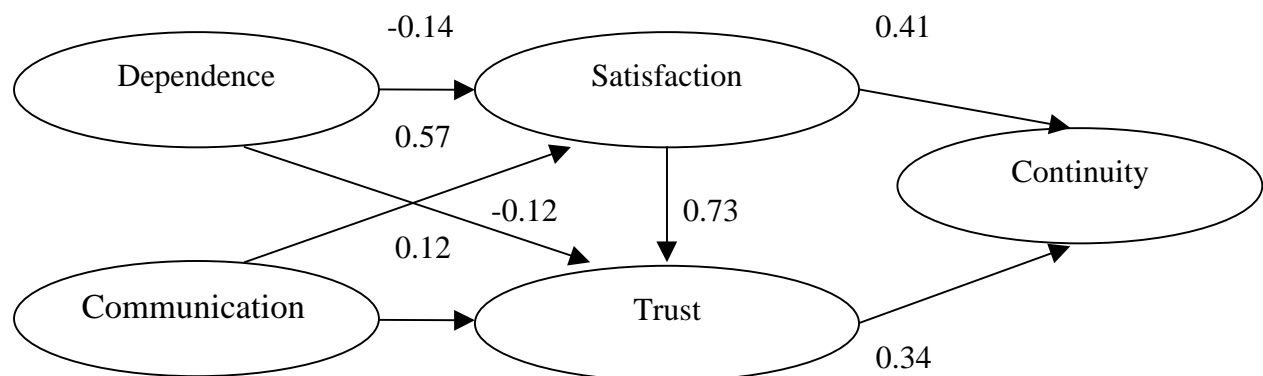 -0.14
0.41
Dependence
Satisfaction
0.57
Continuity
-0.12
0.73
0.12
Communication
Trust
0.34